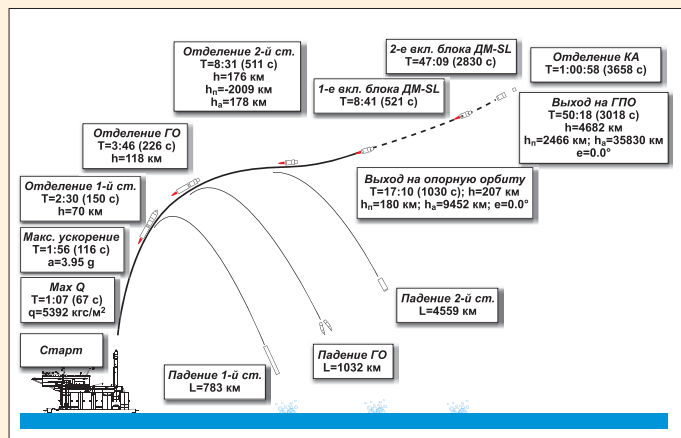 Отделение 2-й ст.
T=8:31 (511 с)
h=176 км
hп=-2009 км
hа=178 км
2-е вкл. блока ДМ-SL
T=47:09 (2830 с)
Отделение КА
T=1:00:58 (3658 с)
1-е вкл. блока ДМ-SL
T=8:41 (521 с)
Выход на ГПО
T=50:18 (3018 с)
h=4682 км
hп=2466 км; hа=35830 км
e=0.0°
Отделение ГО
T=3:46 (226 с)
h=118 км
Выход на опорную орбиту
T=17:10 (1030 с); h=207 км
hп=180 км; hа=9452 км; e=0.0°
Отделение 1-й ст.
T=2:30 (150 с)
h=70 км
Макс. ускорение
T=1:56 (116 с)
a=3.95 g
Max Q
T=1:07 (67 с)
q=5392 кгс/м²
Падение 2-й ст.
L=4559 км
Старт
Падение ГО
L=1032 км
Падение 1-й ст.
L=783 км